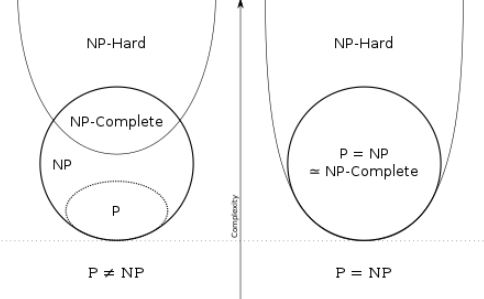 NP-Hard
NP-Complete
NP
P
P ≠ NP
Complexity
NP-Hard
P = NP
≃ NP-Complete
P = NP